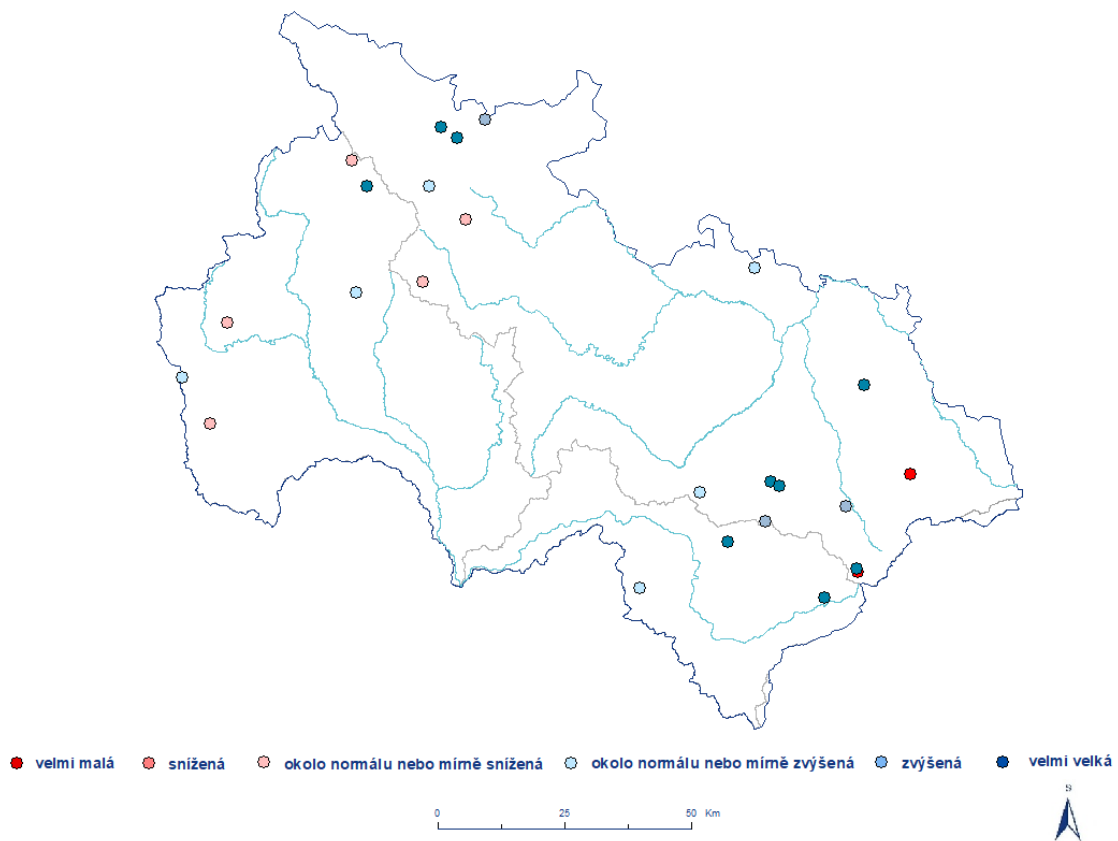 velmi malá
snížená
okolo normálu nebo mírně snížená
okolo normálu nebo mírně zvýšená
zvýšená
velmi velká
0 25 50 Km
S